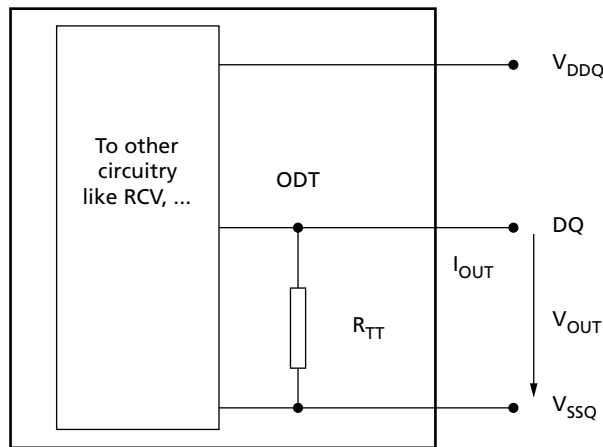 V_DDQ
To other
circuitry
like RCV, ...
ODT
DQ
I_OUT
R_TT
V_OUT
V_SSQ